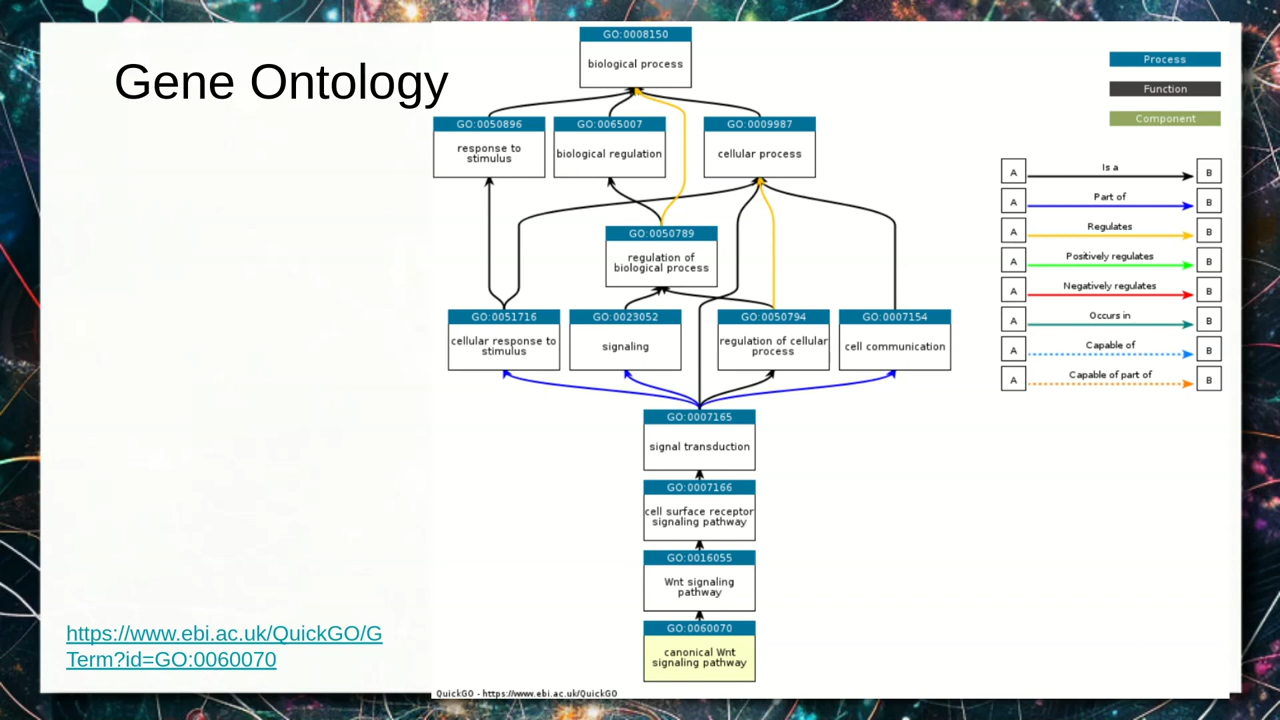 Gene Ontology
GO:0008150
biological process
GO:0050896
response to
stimulus
GO:0065007
biological regulation
GO:0009987
cellular process
GO:0050789
regulation of
biological process
GO:0051716
cellular response to
stimulus
GO:0023052
signaling
GO:0050794
regulation of cellular
process
GO:0007154
cell communication
GO:0007165
signal transduction
GO:0007166
cell surface receptor
signaling pathway
GO:0016055
Wnt signaling
pathway
GO:0060070
canonical Wnt
signaling pathway
Process
Function
Component
A Is a B
A Part of B
A Regulates B
A Positively regulates B
A Negatively regulates B
A Occurs in B
A Capable of B
A Capable of part of B
https://www.ebi.ac.uk/QuickGO/G
Term?id=GO:0060070
QuickGO - https://www.ebi.ac.uk/QuickGO